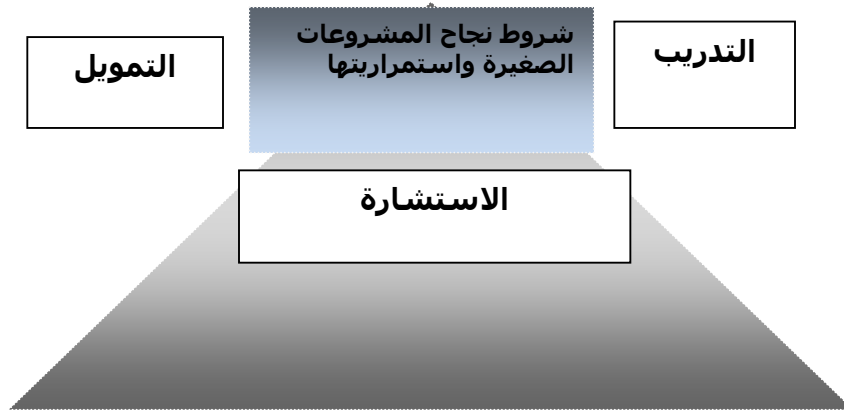 شروط نجاح المشروعات
الصغيرة واستمراريتها
التدريب
التمويل
الاستشارة